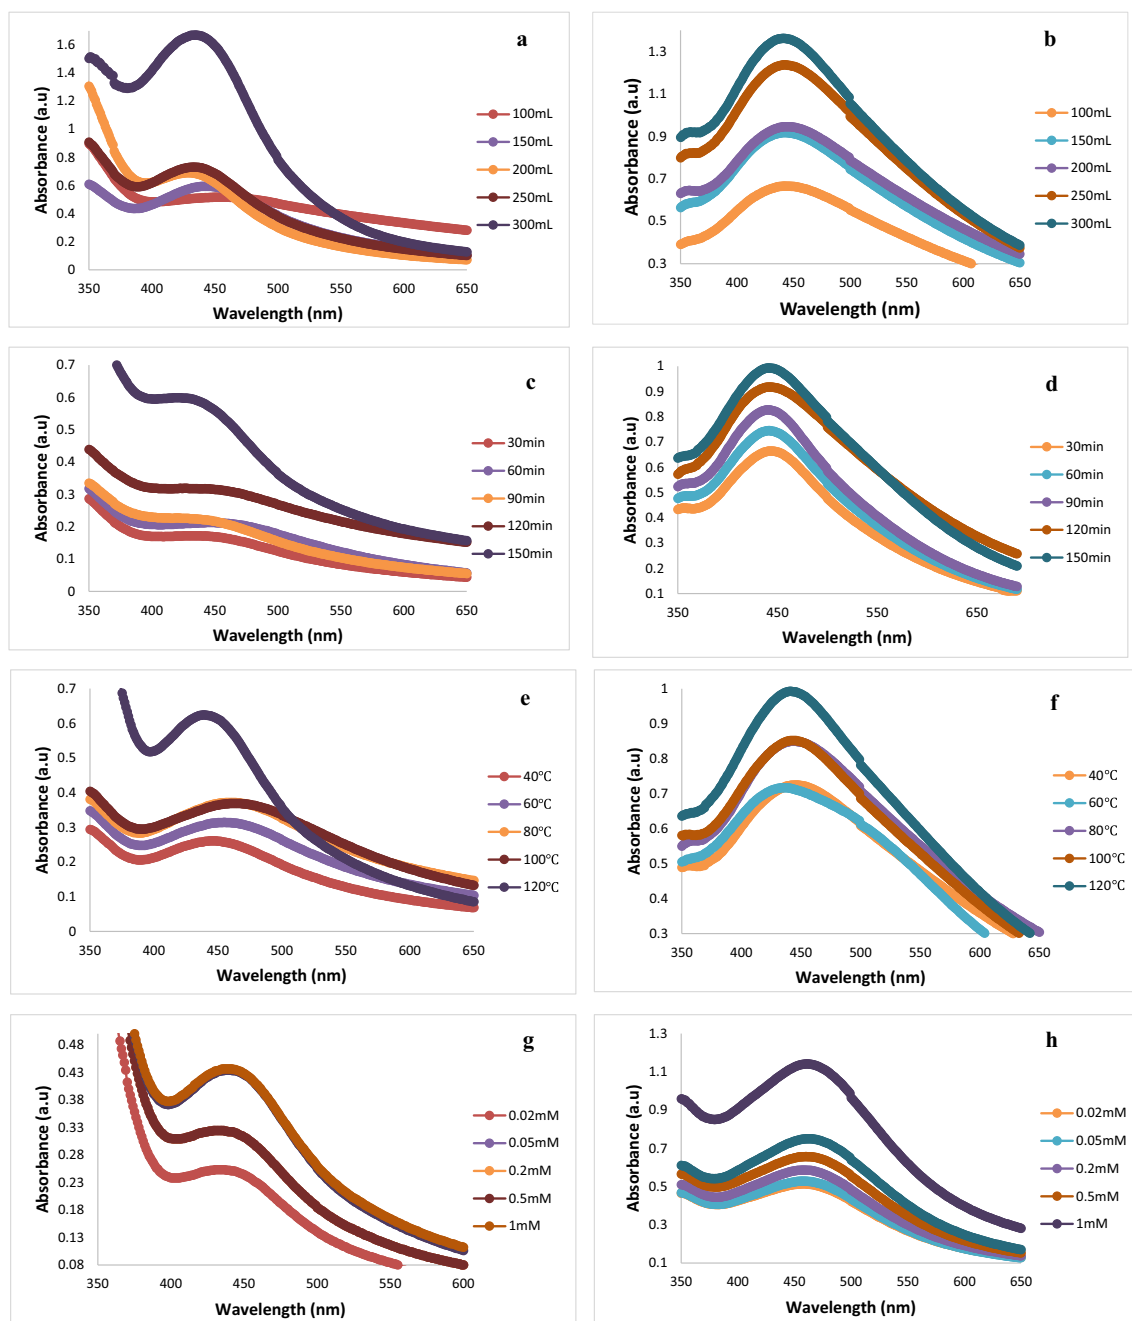 a
Absorbance (a.u)
1.6
1.4
1.2
1
0.8
0.6
0.4
0.2
0
350 400 450 500 550 600 650
Wavelength (nm)
100mL
150mL
200mL
250mL
300mL
b
Absorbance (a.u)
1.3
1.1
0.9
0.7
0.5
0.3
350 400 450 500 550 600 650
Wavelength (nm)
100mL
150mL
200mL
250mL
300mL
c
Absorbance (a.u)
0.7
0.6
0.5
0.4
0.3
0.2
0.1
0
350 400 450 500 550 600 650
Wavelength (nm)
30min
60min
90min
120min
150min
d
Absorbance (a.u)
1
0.9
0.8
0.7
0.6
0.5
0.4
0.3
0.2
0.1
350 450 550 650
Wavelength (nm)
30min
60min
90min
120min
150min
e
Absorbance (a.u)
0.7
0.6
0.5
0.4
0.3
0.2
0.1
0
350 400 450 500 550 600 650
Wavelength (nm)
40℃
60℃
80℃
100℃
120℃
f
Absorbance (a.u)
1
0.9
0.8
0.7
0.6
0.5
0.4
0.3
350 400 450 500 550 600 650
Wavelength (nm)
40℃
60℃
80℃
100℃
120℃
g
Absorbance (a.u)
0.48
0.43
0.38
0.33
0.28
0.23
0.18
0.13
0.08
350 400 450 500 550 600
Wavelength (nm)
0.02mM
0.05mM
0.2mM
0.5mM
1mM
h
Absorbance (a.u)
1.3
1.1
0.9
0.7
0.5
0.3
0.1
350 400 450 500 550 600 650
Wavelength (nm)
0.02mM
0.05mM
0.2mM
0.5mM
1mM